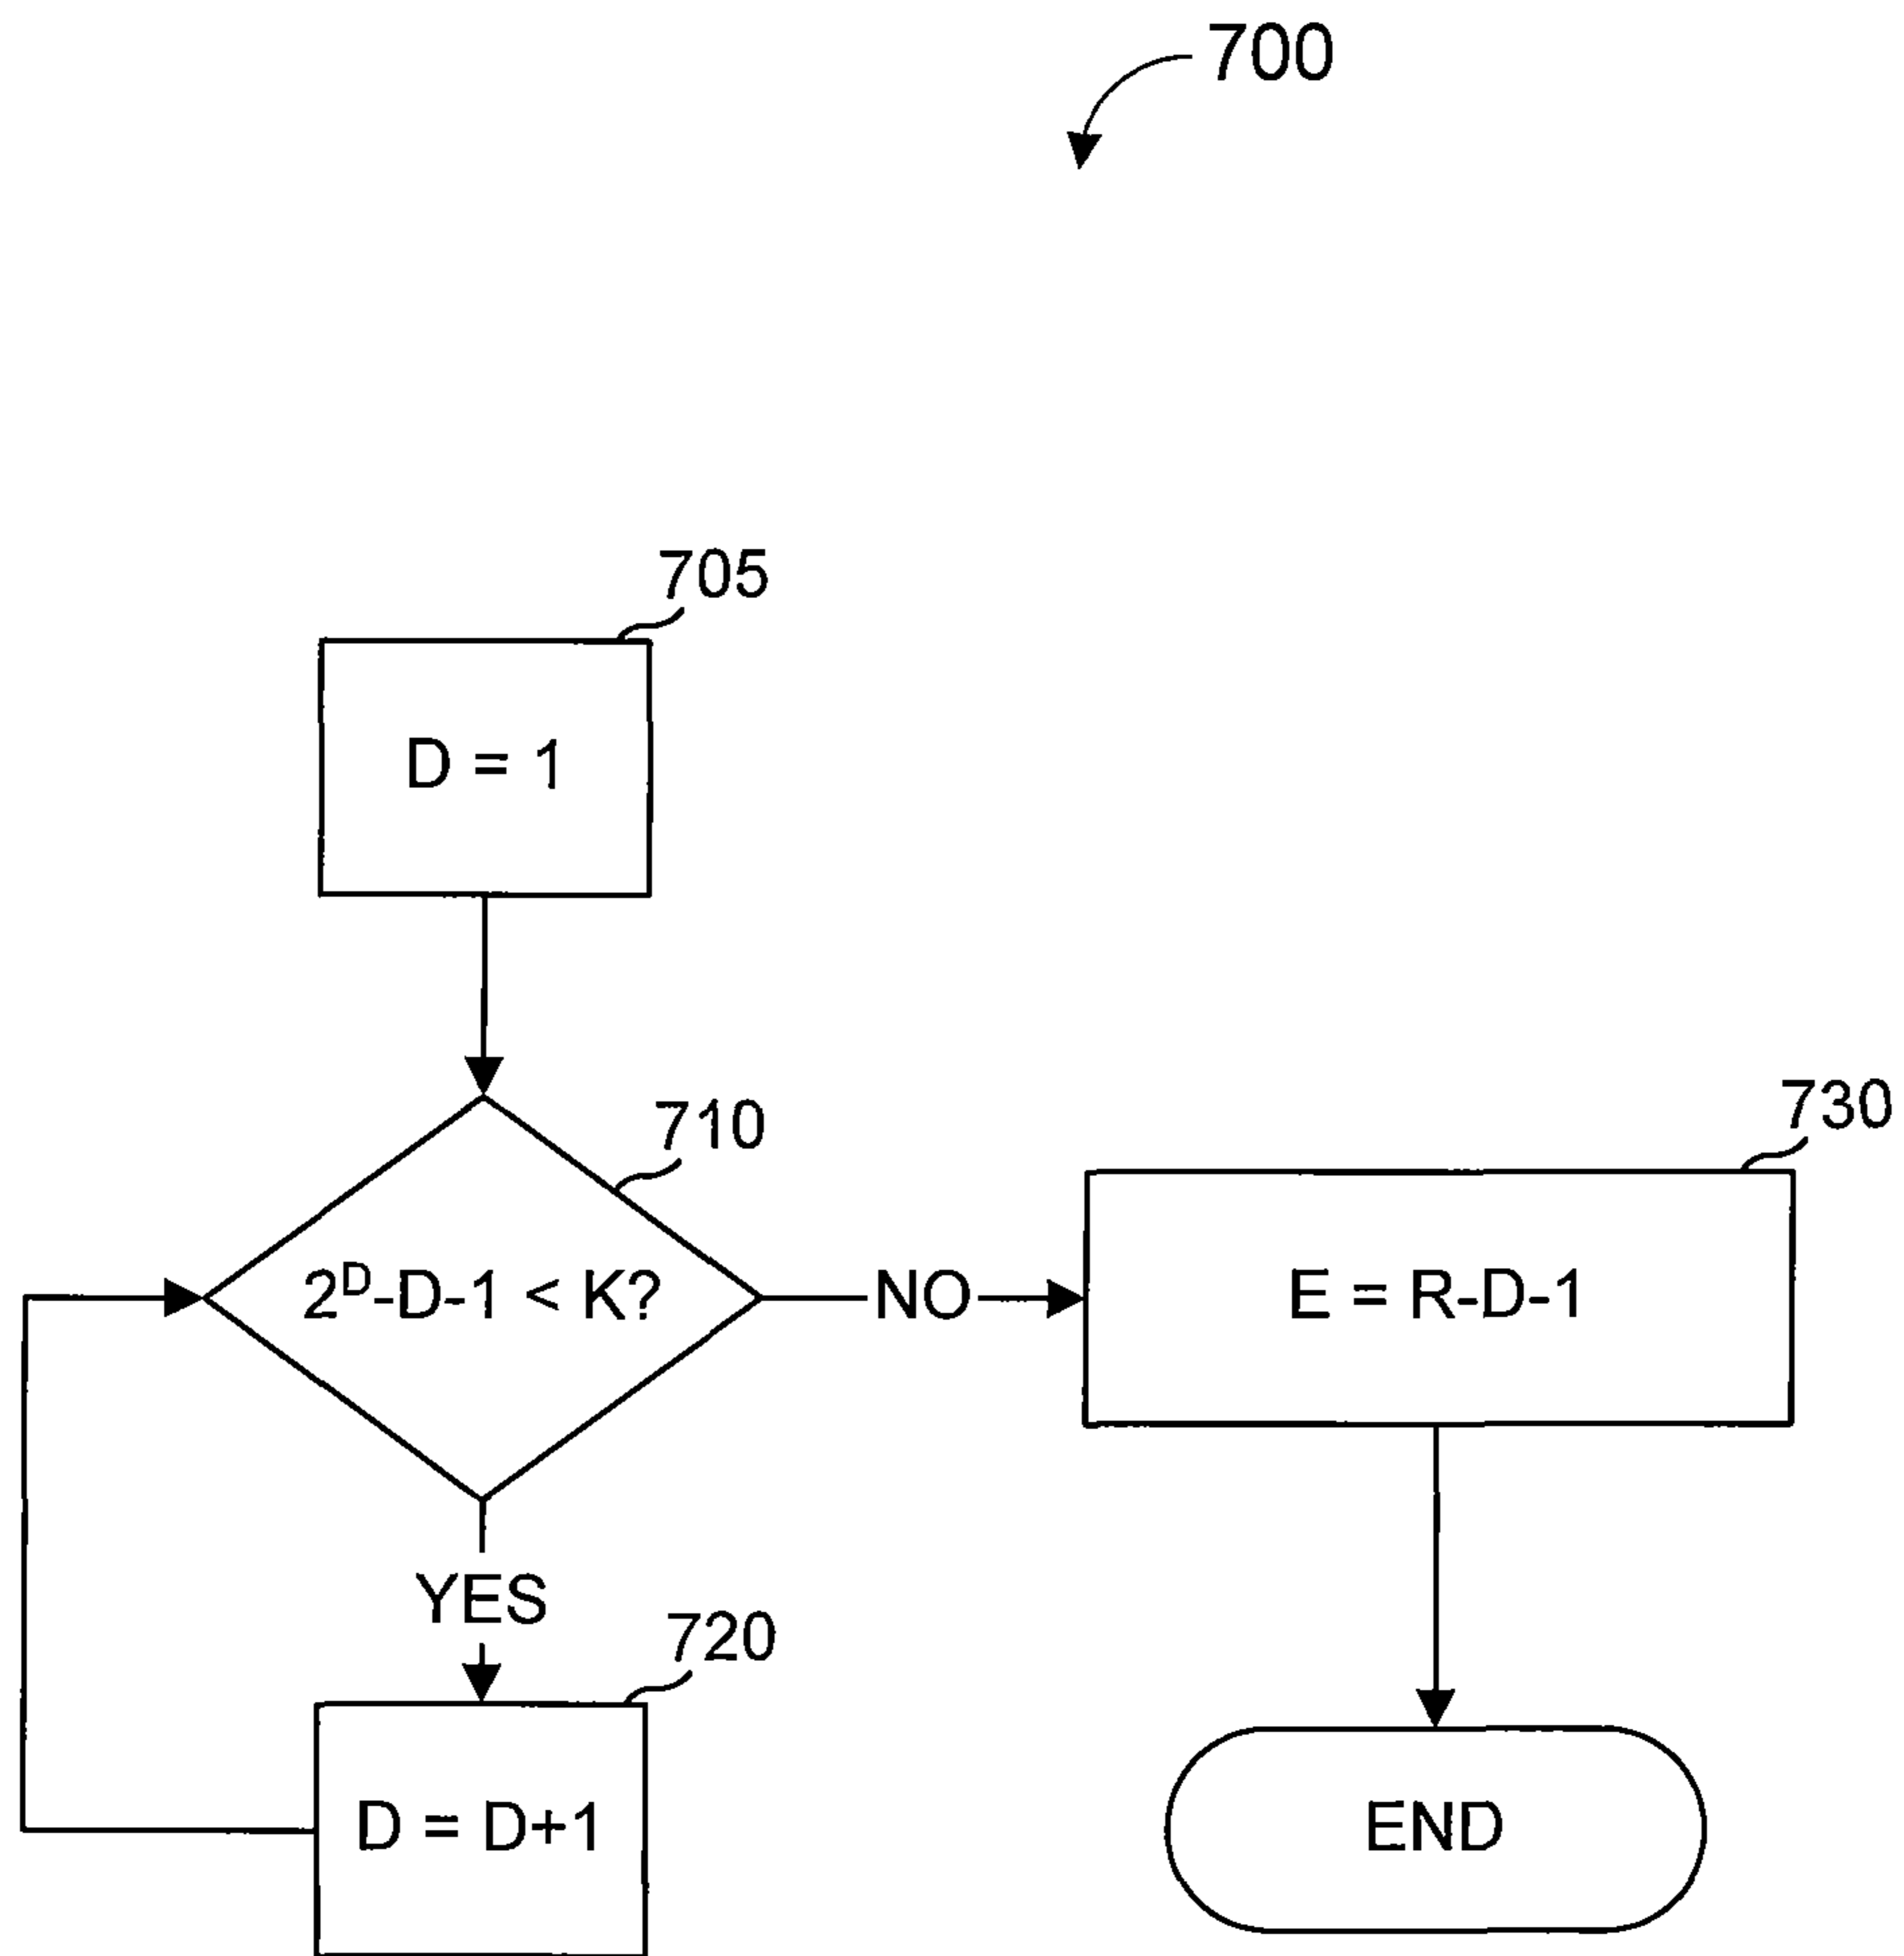 700
705
D = 1
710
2ᴰ-D-1 < K?
NO
730
E = R-D-1
YES
720
D = D+1
END